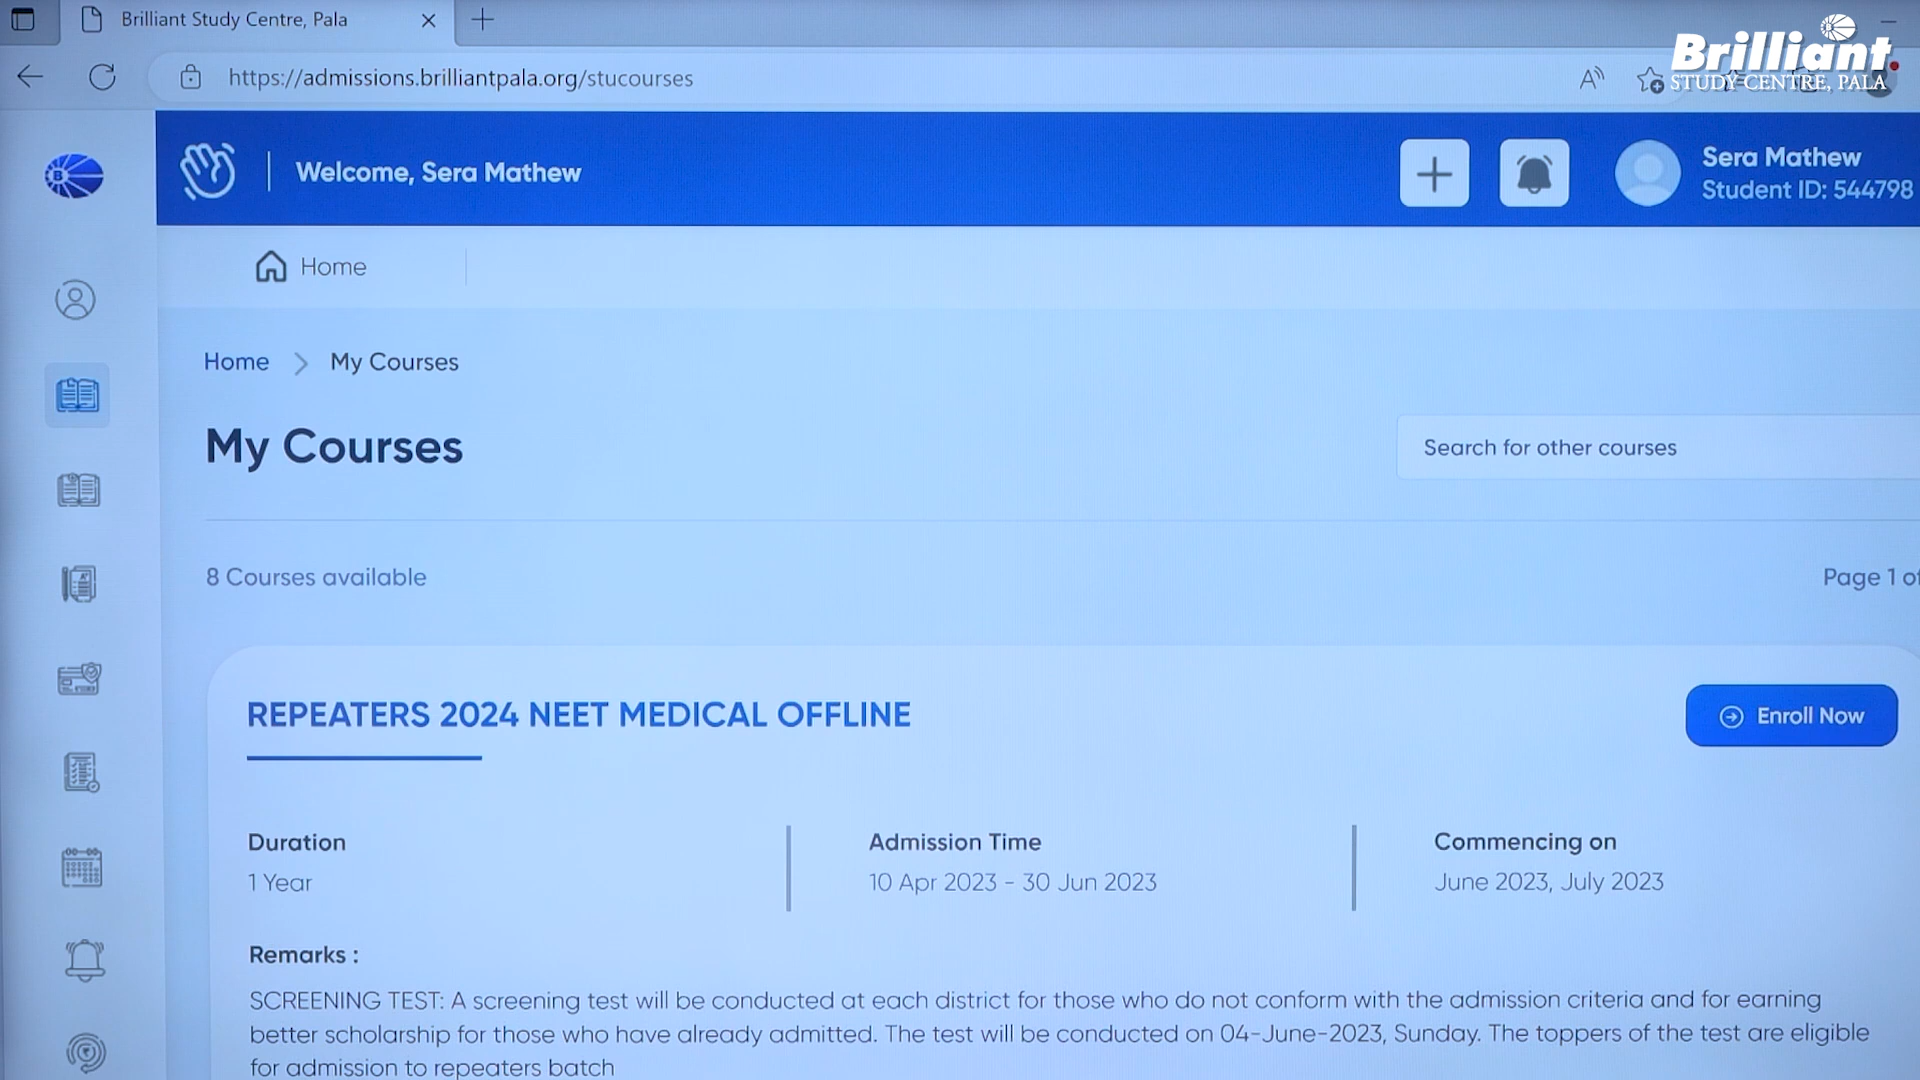 Brilliant Study Centre, Pala
https://admissions.brilliantpala.org/stucourses
Brilliant
STUDY CENTRE, PALA
Welcome, Sera Mathew
Sera Mathew
Student ID: 544798
Home
Home > My Courses
My Courses
Search for other courses
8 Courses available
Page 1 of
REPEATERS 2024 NEET MEDICAL OFFLINE
Enroll Now
Duration
1 Year
Admission Time
10 Apr 2023 - 30 Jun 2023
Commencing on
June 2023, July 2023
Remarks :
SCREENING TEST: A screening test will be conducted at each district for those who do not conform with the admission criteria and for earning
better scholarship for those who have already admitted. The test will be conducted on 04-June-2023, Sunday. The toppers of the test are eligible
for admission to repeaters batch